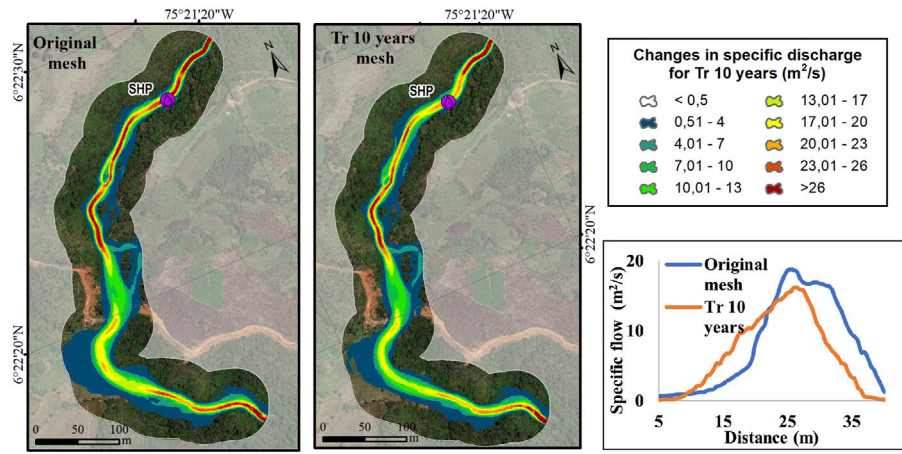 75°21'20"W
75°21'20"W
Original
mesh
N
SHP
6°22'30"N
6°22'20"N
0 50 100
m
Tr 10 years
mesh
N
SHP
6°22'20"N
0 50 100
m
Changes in specific discharge
for Tr 10 years (m²/s)
< 0,5
0,51 - 4
4,01 - 7
7,01 - 10
10,01 - 13
13,01 - 17
17,01 - 20
20,01 - 23
23,01 - 26
>26
Specific flow (m²/s)
20
10
0
Original
mesh
Tr 10
years
5 15 25 35
Distance (m)